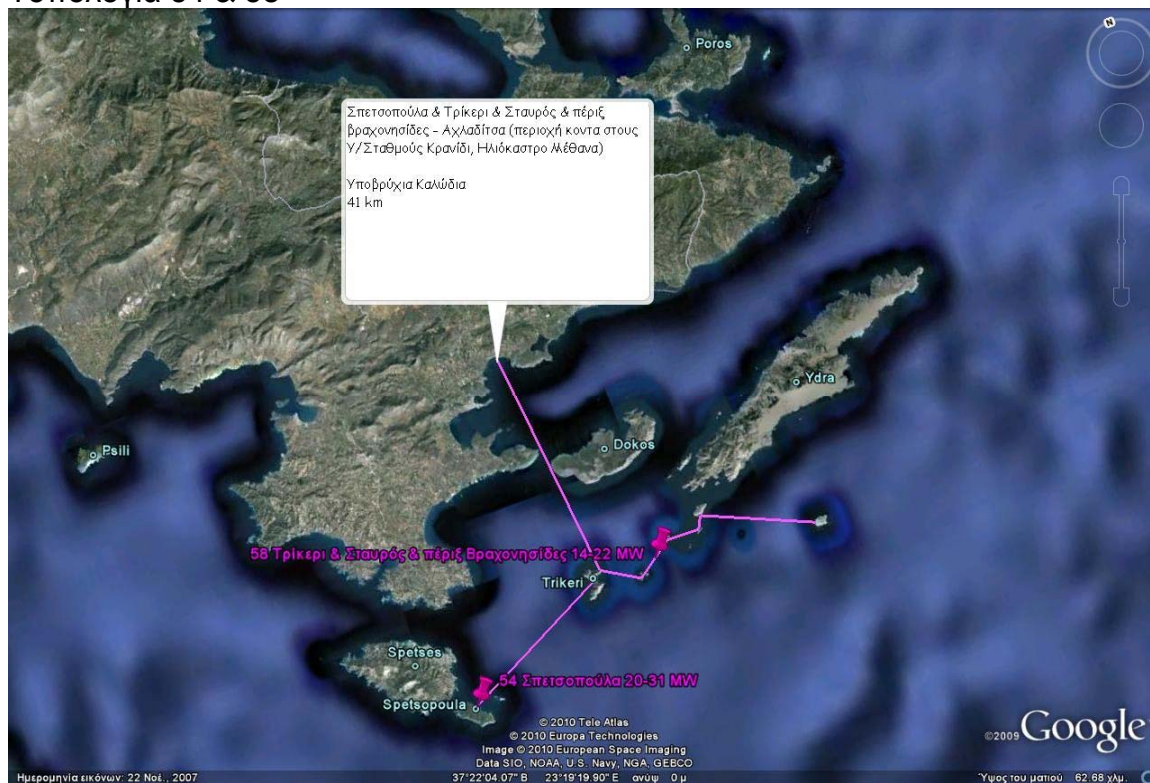 Poros
Σπετσοπούλα & Τρίκερι & Σταυρός & πέριξ
βραχονησίδες - Αχλαδίτσα (περιοχή κοντα στους
Υ/Σταθμούς Κρανίδι, Ηλιόκαστρο Μέθανα)
Υποβρύχια Καλώδια
41 km
Ydra
Dokos
Psili
58 Τρίκερι & Σταυρός & πέριξ Βραχονησίδες 14-22 MW
Trikeri
Spetses
54 Σπετσοπούλα 20-31 MW
Spetsopoula
© 2010 Tele Atlas
© 2010 Europa Technologies
Image © 2010 European Space Imaging
Data SIO, NOAA, U.S. Navy, NGA, GEBCO
©2009 Google
Ημερομηνία εικόνων: 22 Νοέ., 2007
37°22'04.07" Β 23°19'19.90" Ε ανύψ 0 μ
Ύψος του ματιού 62.68 χλμ.
N